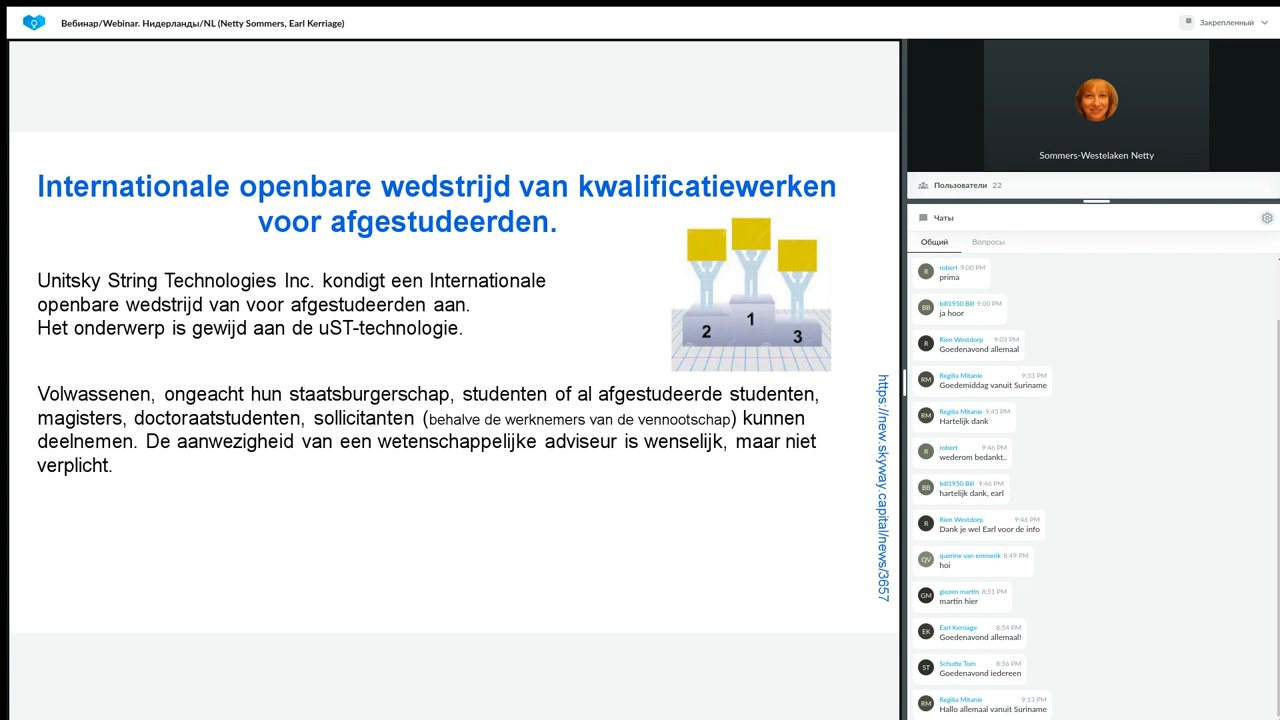 Вебинар/Webinar. Нидерланды/NL (Netty Sommers, Earl Kerriage)
Закрепленный
Internationale openbare wedstrijd van kwalificatiewerken
voor afgestudeerden.
Unitsky String Technologies Inc. kondigt een Internationale
openbare wedstrijd van voor afgestudeerden aan.
Het onderwerp is gewijd aan de uST-technologie.
2
1
3
Volwassenen, ongeacht hun staatsburgerschap, studenten of al afgestudeerde studenten,
magisters, doctoraatstudenten, sollicitanten (behalve de werknemers van de vennootschap) kunnen
deelnemen. De aanwezigheid van een wetenschappelijke adviseur is wenselijk, maar niet
verplicht.
https://new.skyway.capital/news/3657
Sommers-Westelaken Netty
Пользователи 22
Чаты
Общий Вопросы
R robert 9:00 PM
prima
BB bill1950 Bill 9:00 PM
ja hoor
R Rien Westdorp 9:03 PM
Goedenavond allemaal
RM Regilia Mitanie 9:33 PM
Goedemiddag vanuit Suriname
RM Regilia Mitanie 9:45 PM
Hartelijk dank
R robert 9:46 PM
wederom bedankt..
BB bill1950 Bill 9:46 PM
hartelijk dank, earl
R Rien Westdorp 9:46 PM
Dank je wel Earl voor de info
QV querine van emmerik 8:49 PM
hoi
GM giezen martin 8:51 PM
martin hier
EK Earl Kerriage 8:54 PM
Goedenavond allemaal!
ST Schutte Tom 8:56 PM
Goedenavond iedereen
RM Regilia Mitanie 9:13 PM
Hallo allemaal vanuit Suriname